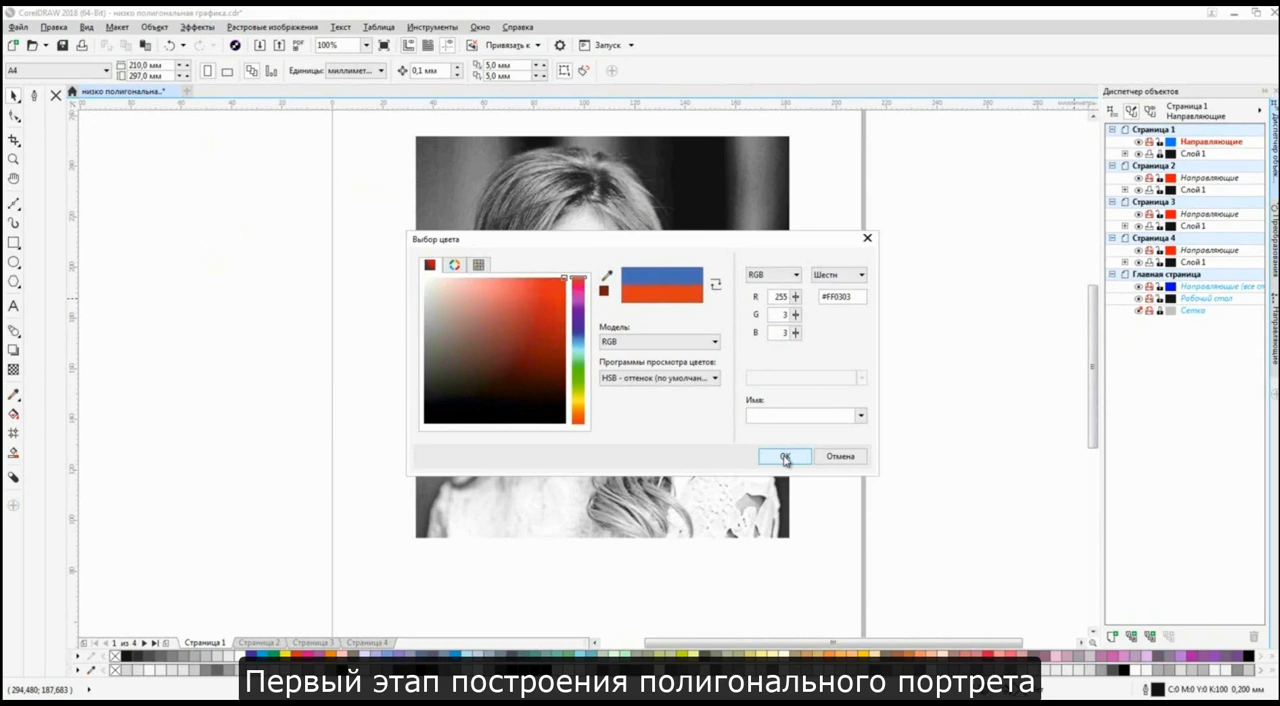 CorelDRAW 2018 (64-Bit) - низко полигональная графика.cdr*
Файл Правка Вид Макет Объект Эффекты Растровые изображения Текст Таблица Инструменты Окно Справка
100% Привязать к Запуск
A4 210,0 мм 297,0 мм Единицы: миллимет... 0,1 мм 5,0 мм 5,0 мм
низко полигональна..*
Диспетчер объектов
Страница 1
Направляющие
Страница 1
Направляющие
Слой 1
Страница 2
Направляющие
Слой 1
Страница 3
Направляющие
Слой 1
Страница 4
Направляющие
Слой 1
Главная страница
Направляющие (все ст
Рабочий стол
Сетка
Выбор цвета
RGB Шестн
R 255 #FF0303
G 3
B 3
Модель:
RGB
Программы просмотра цветов:
HSB - оттенок (по умолчан...
Имя:
OK Отмена
1 из 4 Страница 1 Страница 2 Страница 3 Страница 4
Первый этап построения полигонального портрета
( 294,480; 187,683 ) C:0 M:0 Y:0 K:100 0,200 мм